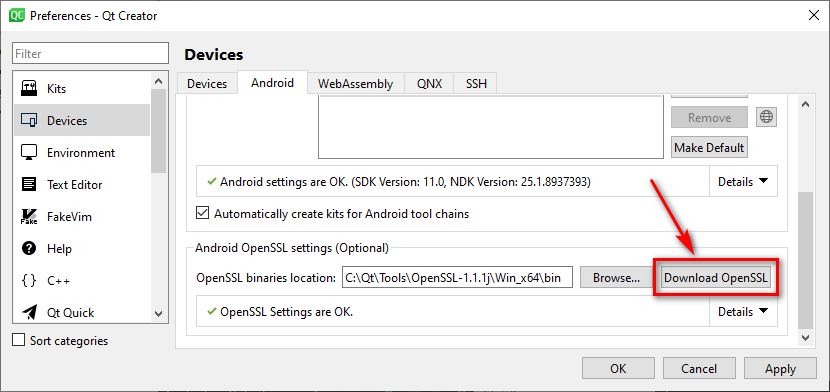 QC Preferences - Qt Creator
Filter
Kits
Devices
Environment
Text Editor
FakeVim
Help
{} C++
Qt Quick
Sort categories
Devices
Devices Android WebAssembly QNX SSH
Remove
Make Default
Android settings are OK. (SDK Version: 11.0, NDK Version: 25.1.8937393)
Details
Automatically create kits for Android tool chains
Android OpenSSL settings (Optional)
OpenSSL binaries location: C:\Qt\Tools\OpenSSL-1.1.1j\Win_x64\bin Browse... Download OpenSSL
OpenSSL Settings are OK.
Details
OK Cancel Apply